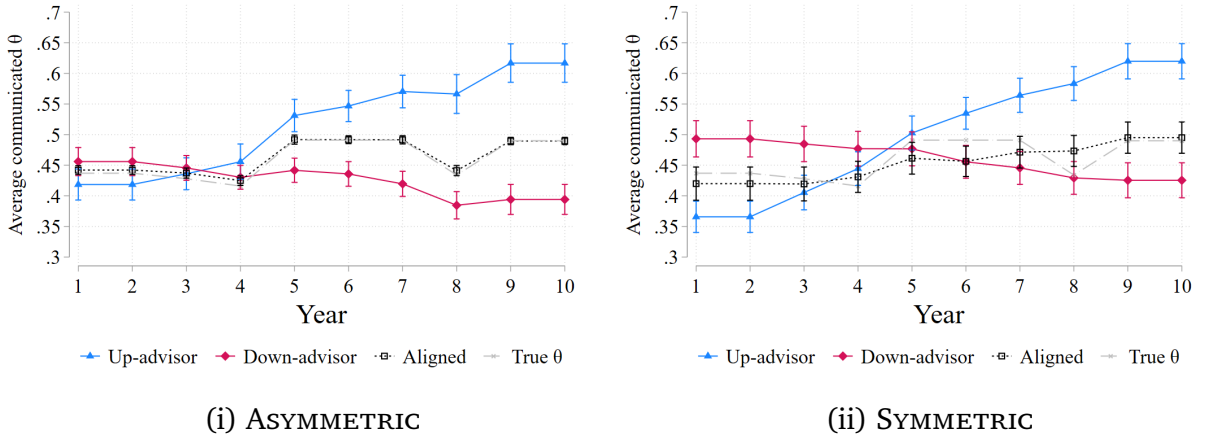 Average communicated θ
.7
.65
.6
.55
.5
.45
.4
.35
.3
1 2 3 4 5 6 7 8 9 10
Year
Up-advisor Down-advisor Aligned True θ
(i) ASYMMETRIC
Average communicated θ
.7
.65
.6
.55
.5
.45
.4
.35
.3
1 2 3 4 5 6 7 8 9 10
Year
Up-advisor Down-advisor Aligned True θ
(ii) SYMMETRIC